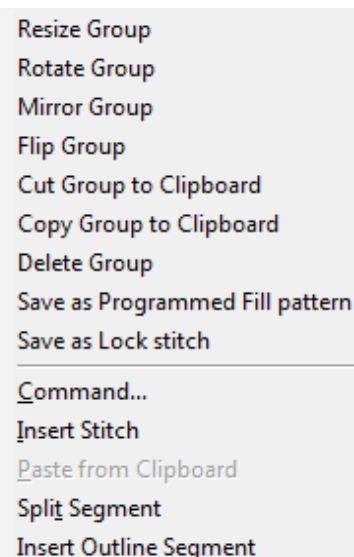 Resize Group
Rotate Group
Mirror Group
Flip Group
Cut Group to Clipboard
Copy Group to Clipboard
Delete Group
Save as Programmed Fill pattern
Save as Lock stitch
Command...
Insert Stitch
Paste from Clipboard
Split Segment
Insert Outline Segment